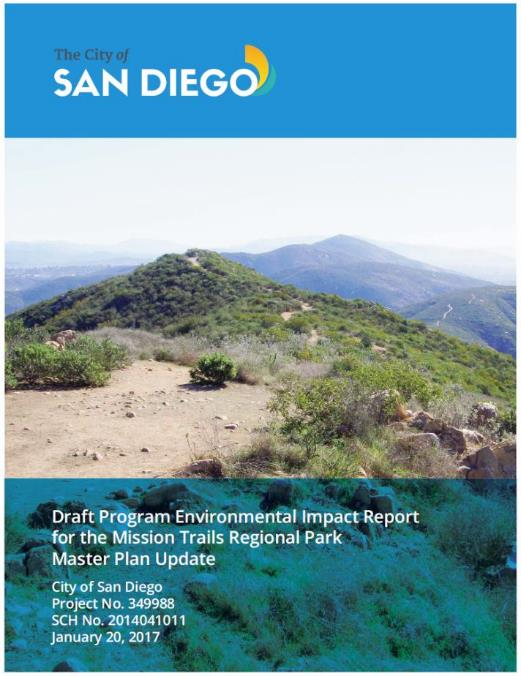 The City of
SAN DIEGO
Draft Program Environmental Impact Report
for the Mission Trails Regional Park
Master Plan Update
City of San Diego
Project No. 349988
SCH No. 2014041011
January 20, 2017